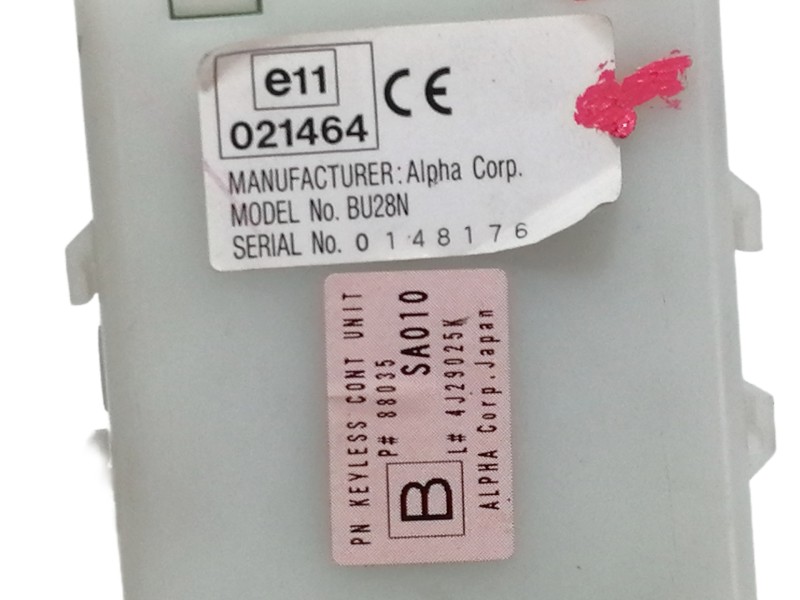 e11
021464
CE
MANUFACTURER: Alpha Corp.
MODEL No. BU28N
SERIAL No. 0148176
PN KEYLESS CONT UNIT
P# 88035 SA010
B
L# 4J29025K
ALPHA Corp. Japan